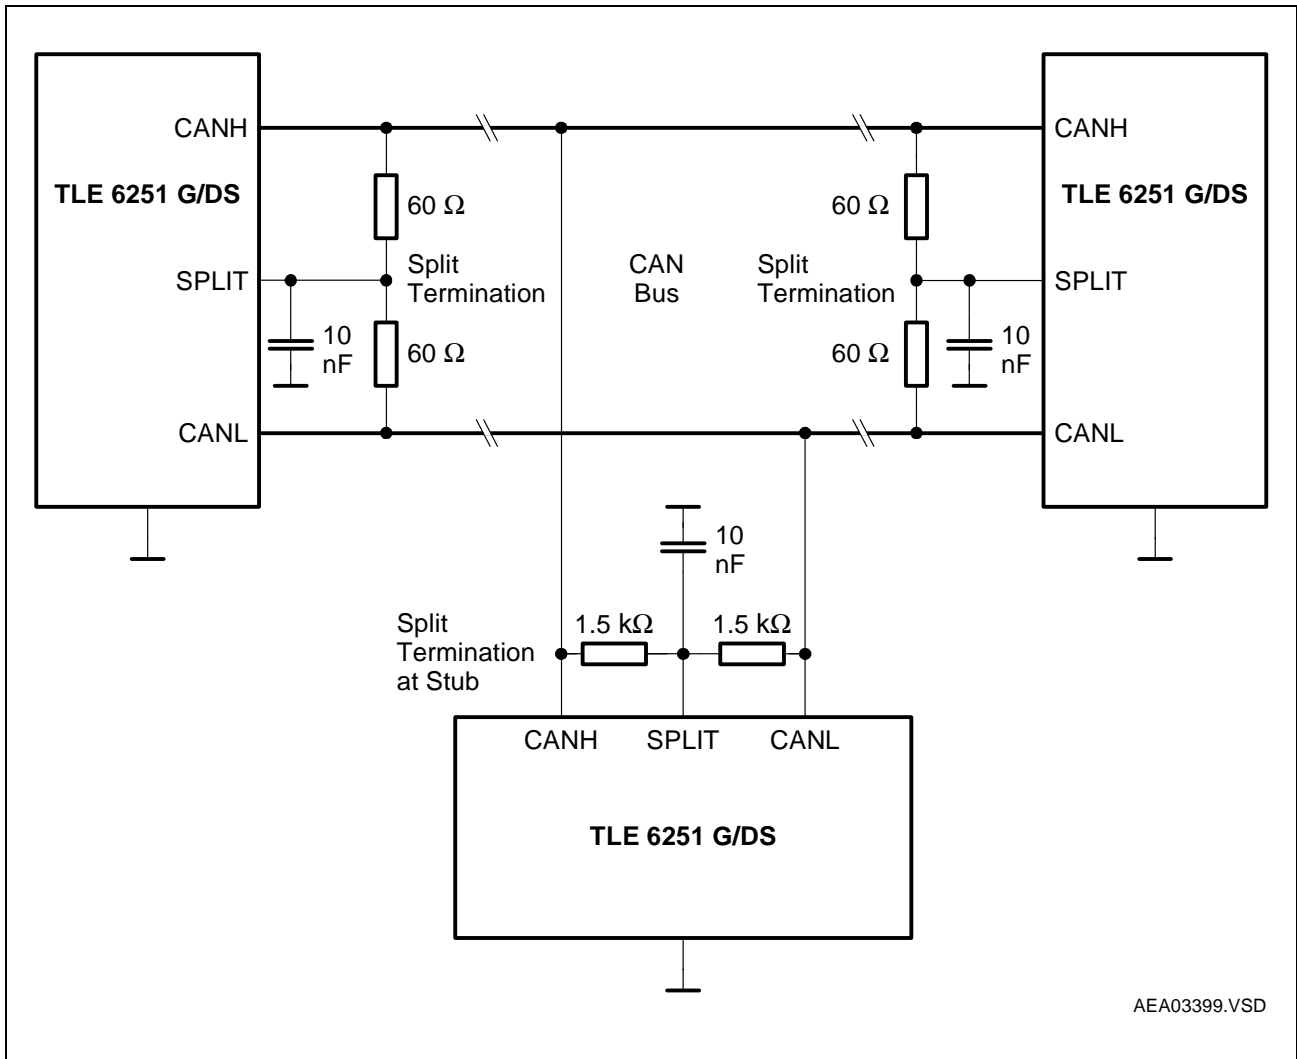 CANH
CANH
TLE 6251 G/DS
60 Ω
60 Ω
TLE 6251 G/DS
SPLIT
Split
Termination
CAN
Bus
Split
Termination
SPLIT
10
nF
60 Ω
60 Ω
10
nF
CANL
CANL
10
nF
Split
Termination
at Stub
1.5 kΩ
1.5 kΩ
CANH
SPLIT
CANL
TLE 6251 G/DS
AEA03399.VSD